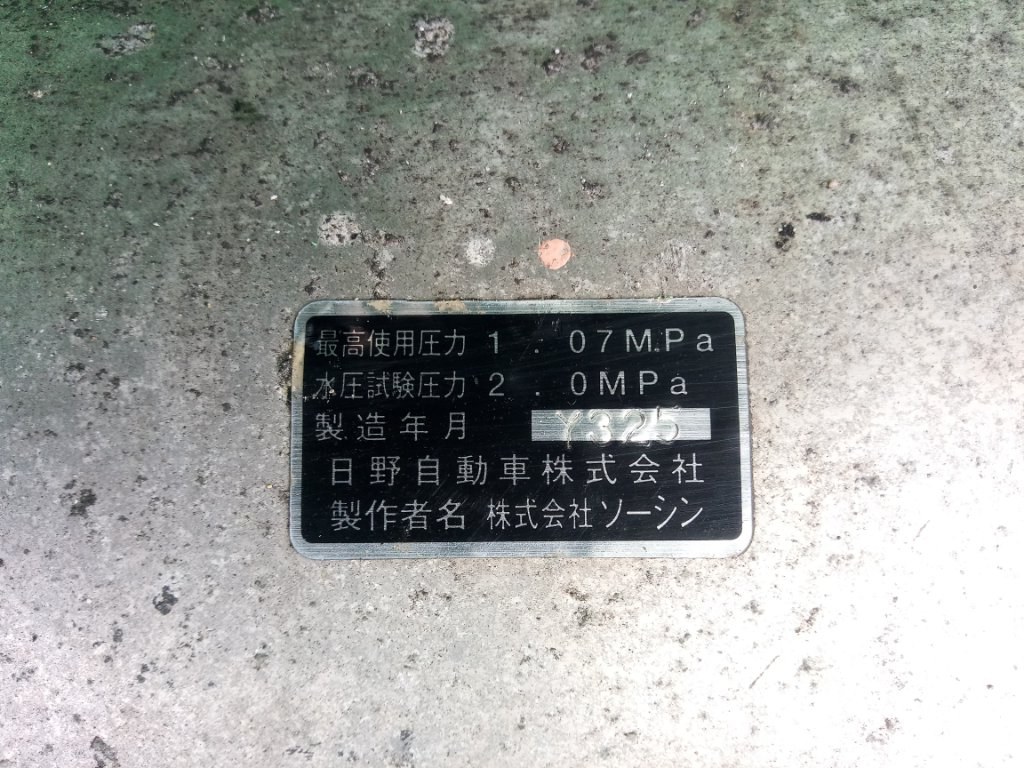 最高使用圧力 1.07M.Pa
水圧試験圧力 2.0MPa
製造年月 Y325
日野自動車株式会社
製作者名 株式会社ソーシン